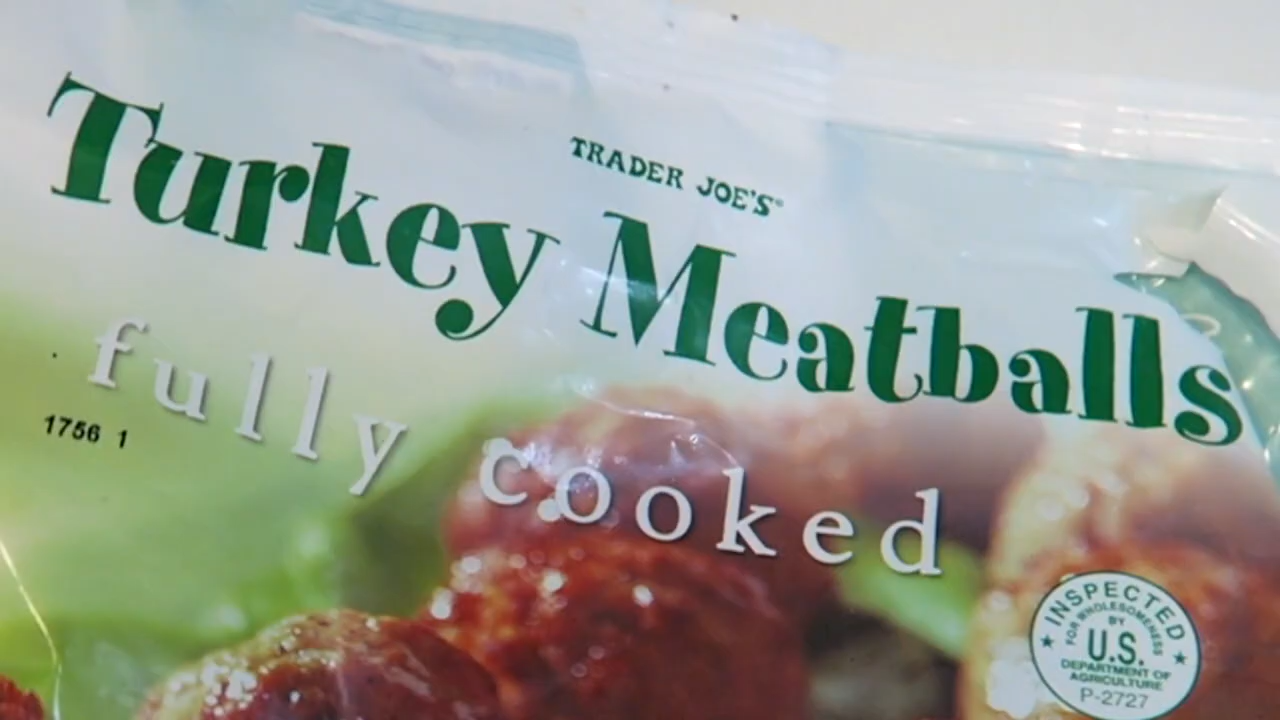 TRADER JOE'S®
Turkey Meatballs
fully cooked
1756 1
INSPECTED
FOR WHOLESOMENESS
BY
U.S.
DEPARTMENT OF
AGRICULTURE
P-2727